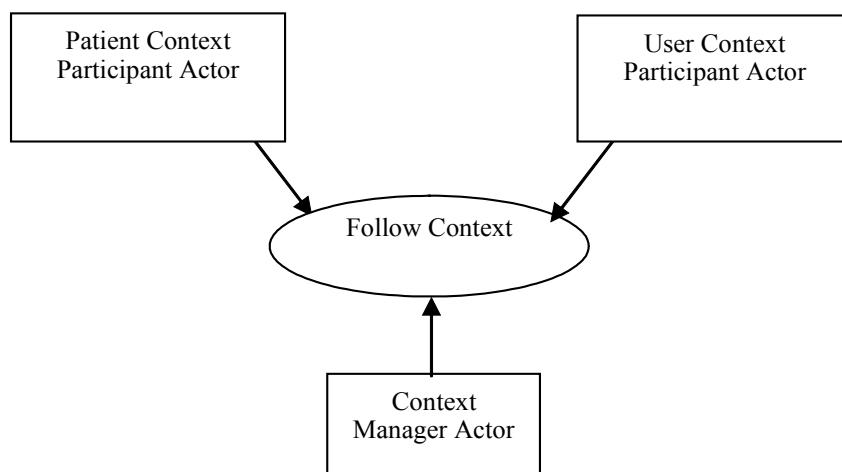 Patient Context
Participant Actor
User Context
Participant Actor
Follow Context
Context
Manager Actor